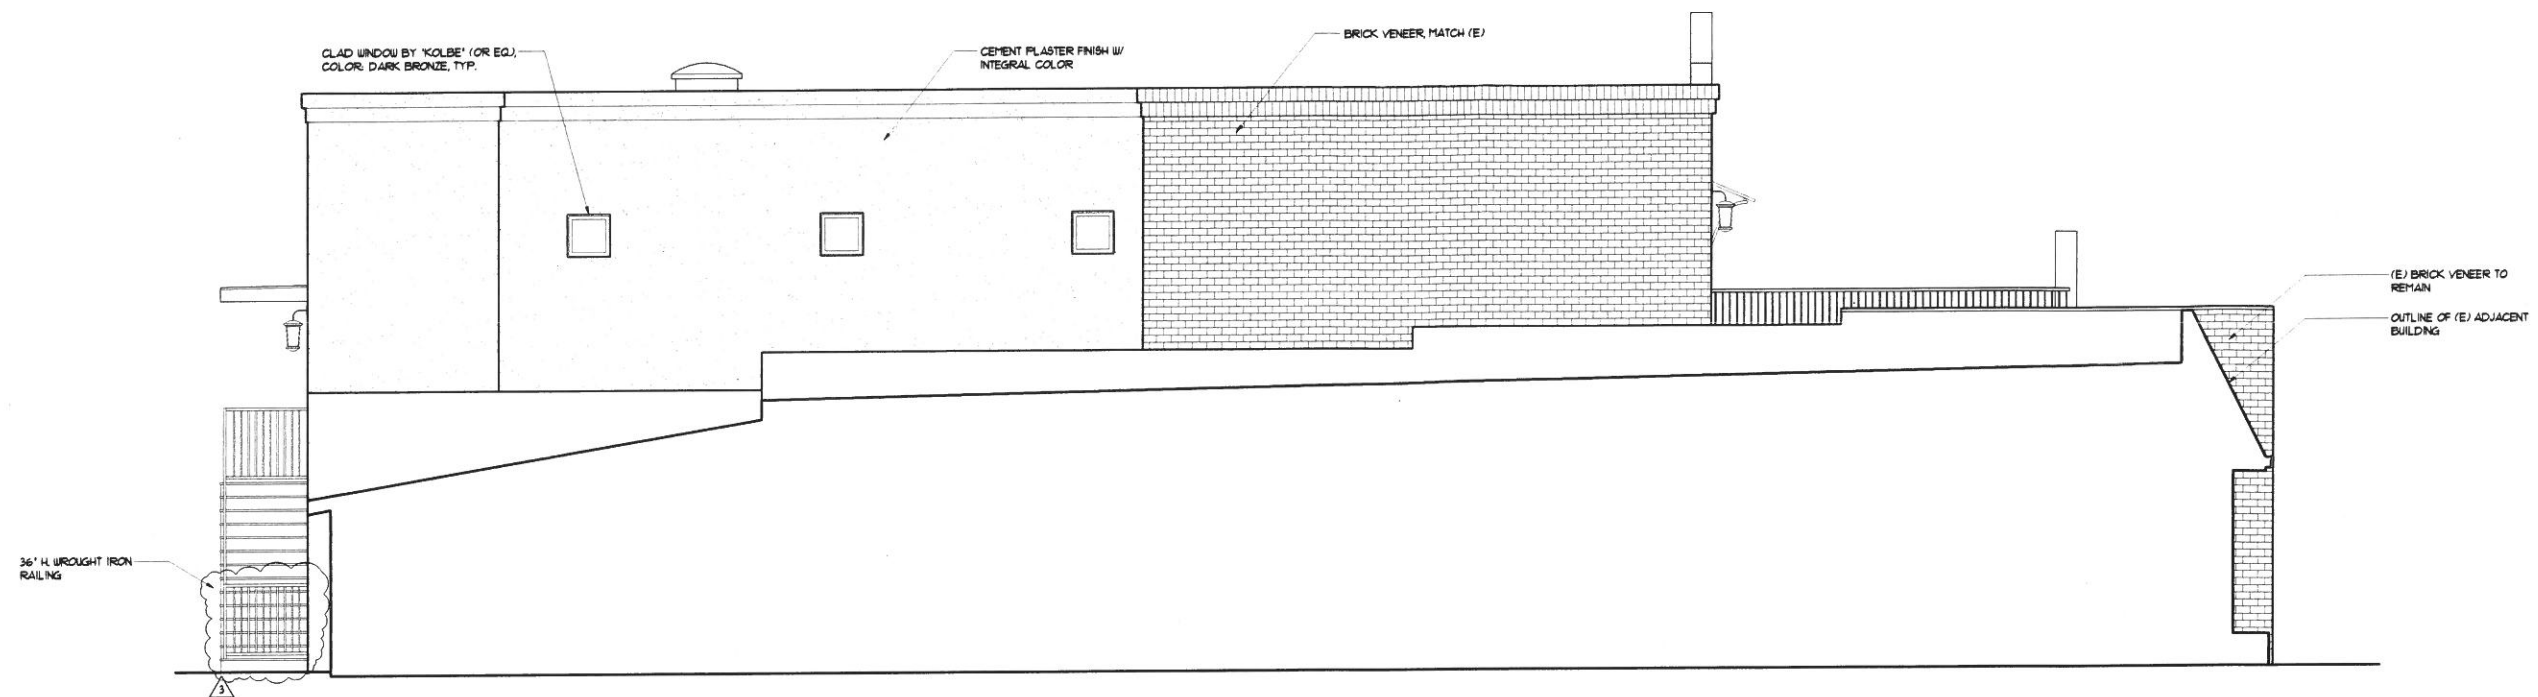 CLAD WINDOW BY "KOLBE" (OR EQ.),
COLOR: DARK BRONZE, TYP.
CEMENT PLASTER FINISH W/
INTEGRAL COLOR
BRICK VENEER, MATCH (E)
(E) BRICK VENEER TO
REMAIN
OUTLINE OF (E) ADJACENT
BUILDING
36" H. WROUGHT IRON
RAILING
3